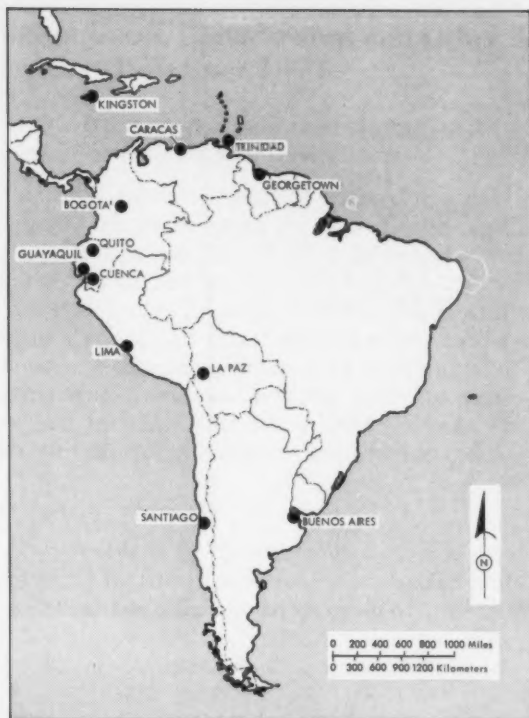 KINGSTON
CARACAS
TRINIDAD
GEORGETOWN
BOGOTA'
QUITO
GUAYAQUIL
CUENCA
LIMA
LA PAZ
SANTIAGO
BUENOS AIRES
N
0 200 400 600 800 1000 Miles
0 300 600 900 1200 Kilometers